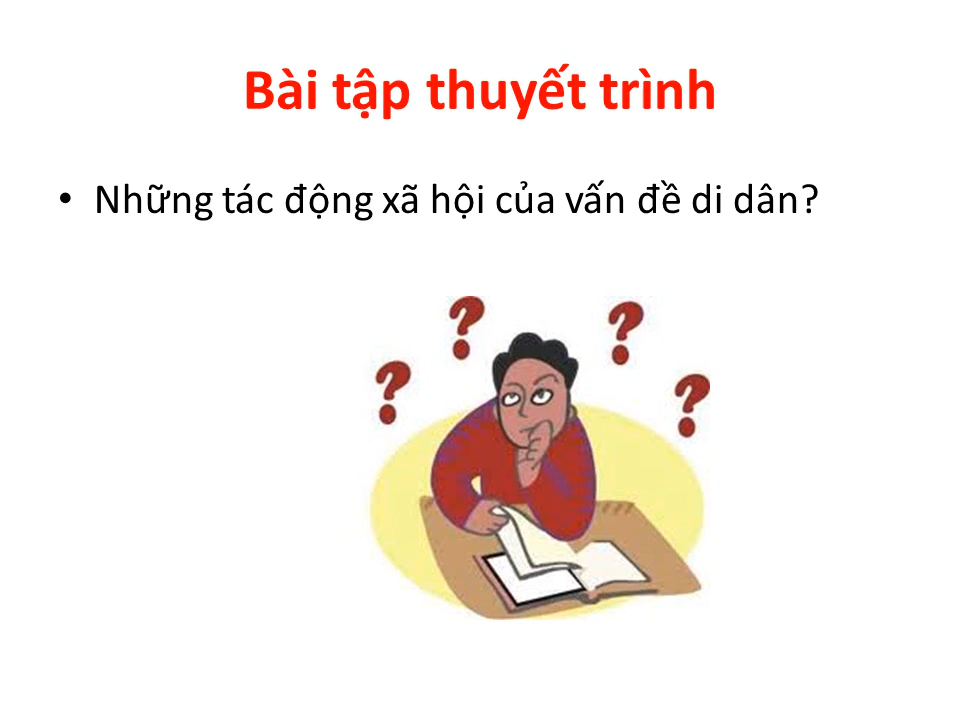 Bài tập thuyết trình
• Những tác động xã hội của vấn đề di dân?
? ? ? ?